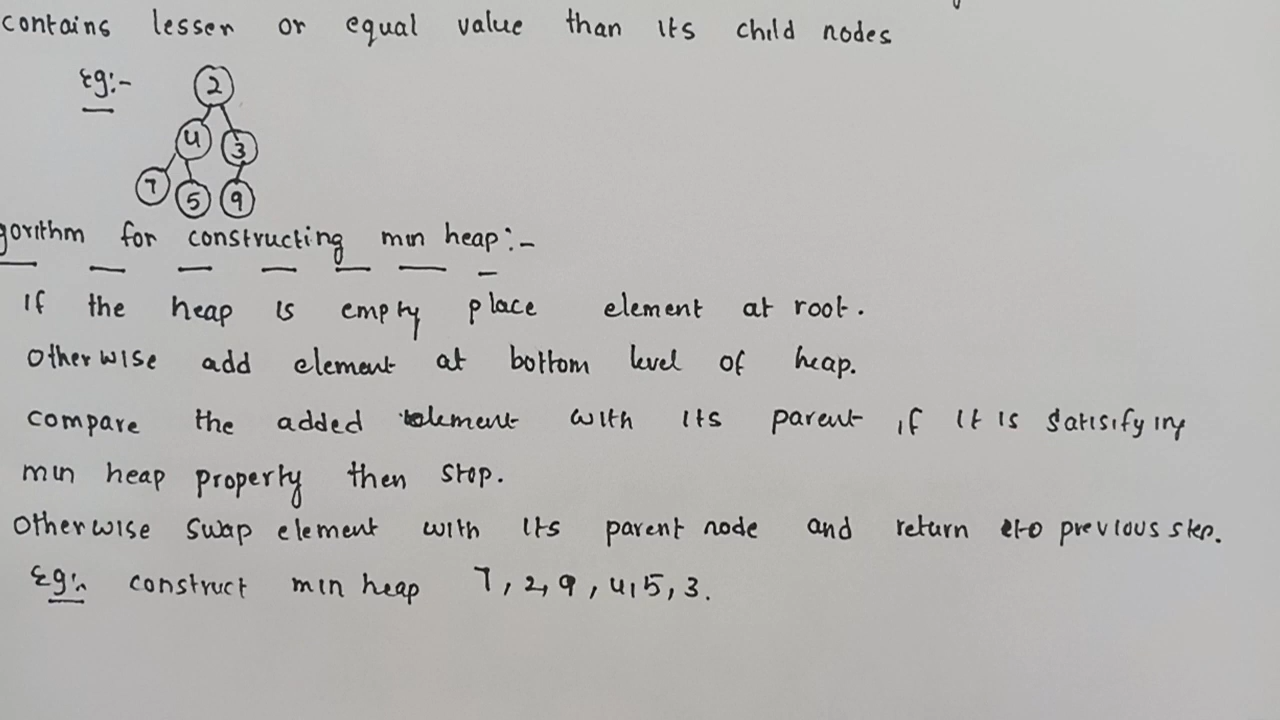 contains lesser or equal value than its child nodes
Eg:-
2
4 3
7 5 9
gorithm for constructing min heap:-
If the heap is empty place element at root.
Otherwise add element at bottom level of heap.
compare the added element with its parent if it is satisifying
min heap property then stop.
Otherwise swap element with its parent node and return to previous step.
Eg:- construct min heap 7, 2, 9, 4, 5, 3.